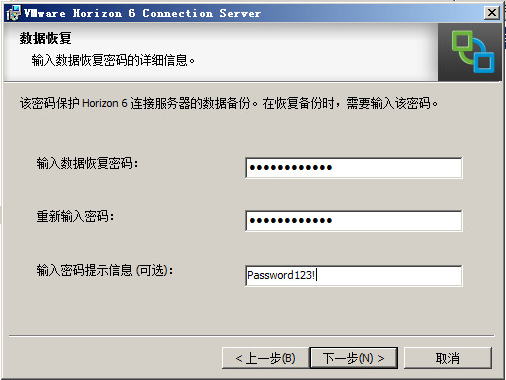 VMware Horizon 6 Connection Server
数据恢复
输入数据恢复密码的详细信息。
该密码保护 Horizon 6 连接服务器的数据备份。在恢复备份时，需要输入该密码。
输入数据恢复密码：
●●●●●●●●●●●●
重新输入密码：
●●●●●●●●●●●●
输入密码提示信息 (可选)：
Password123!
< 上一步(B)
下一步(N) >
取消